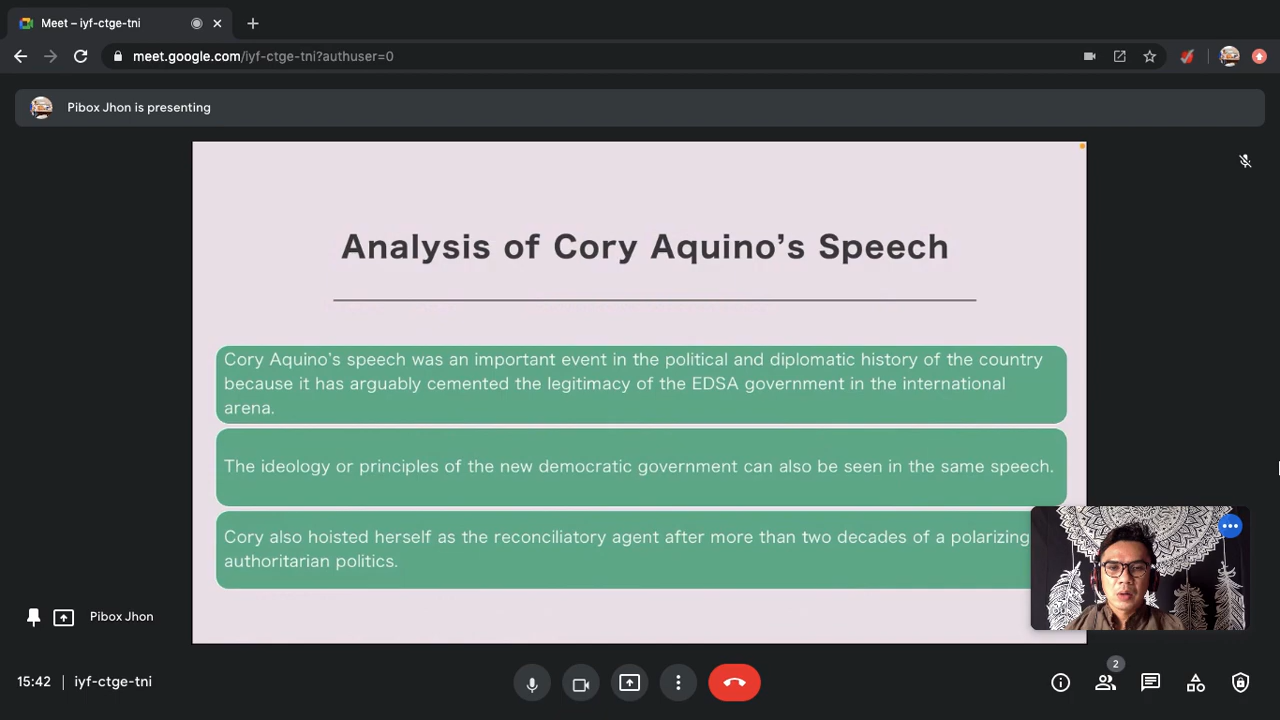 Meet – iyf-ctge-tni
meet.google.com/iyf-ctge-tni?authuser=0
Pibox Jhon is presenting
Analysis of Cory Aquino’s Speech
Cory Aquino’s speech was an important event in the political and diplomatic history of the country
because it has arguably cemented the legitimacy of the EDSA government in the international
arena.
The ideology or principles of the new democratic government can also be seen in the same speech.
Cory also hoisted herself as the reconciliatory agent after more than two decades of a polarizing
authoritarian politics.
Pibox Jhon
15:42 | iyf-ctge-tni
2